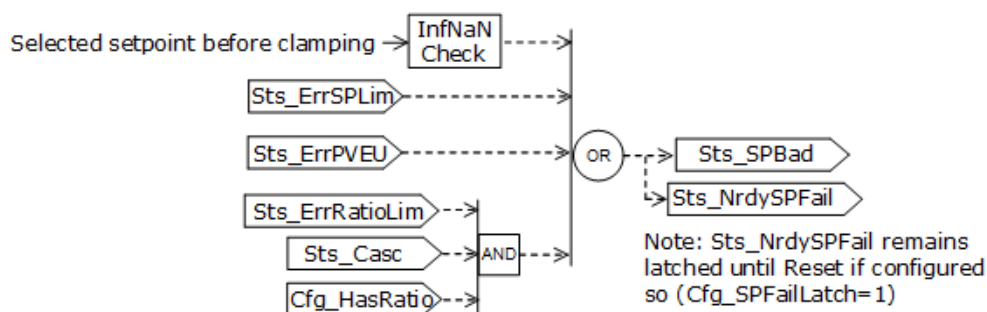 Selected setpoint before clamping
InfNaN
Check
Sts_ErrSPLim
Sts_ErrPVEU
OR
Sts_SPBad
Sts_NrdySPFail
Sts_ErrRatioLim
Sts_Casc
AND
Cfg_HasRatio
Note: Sts_NrdySPFail remains
latched until Reset if configured
so (Cfg_SPFailLatch=1)